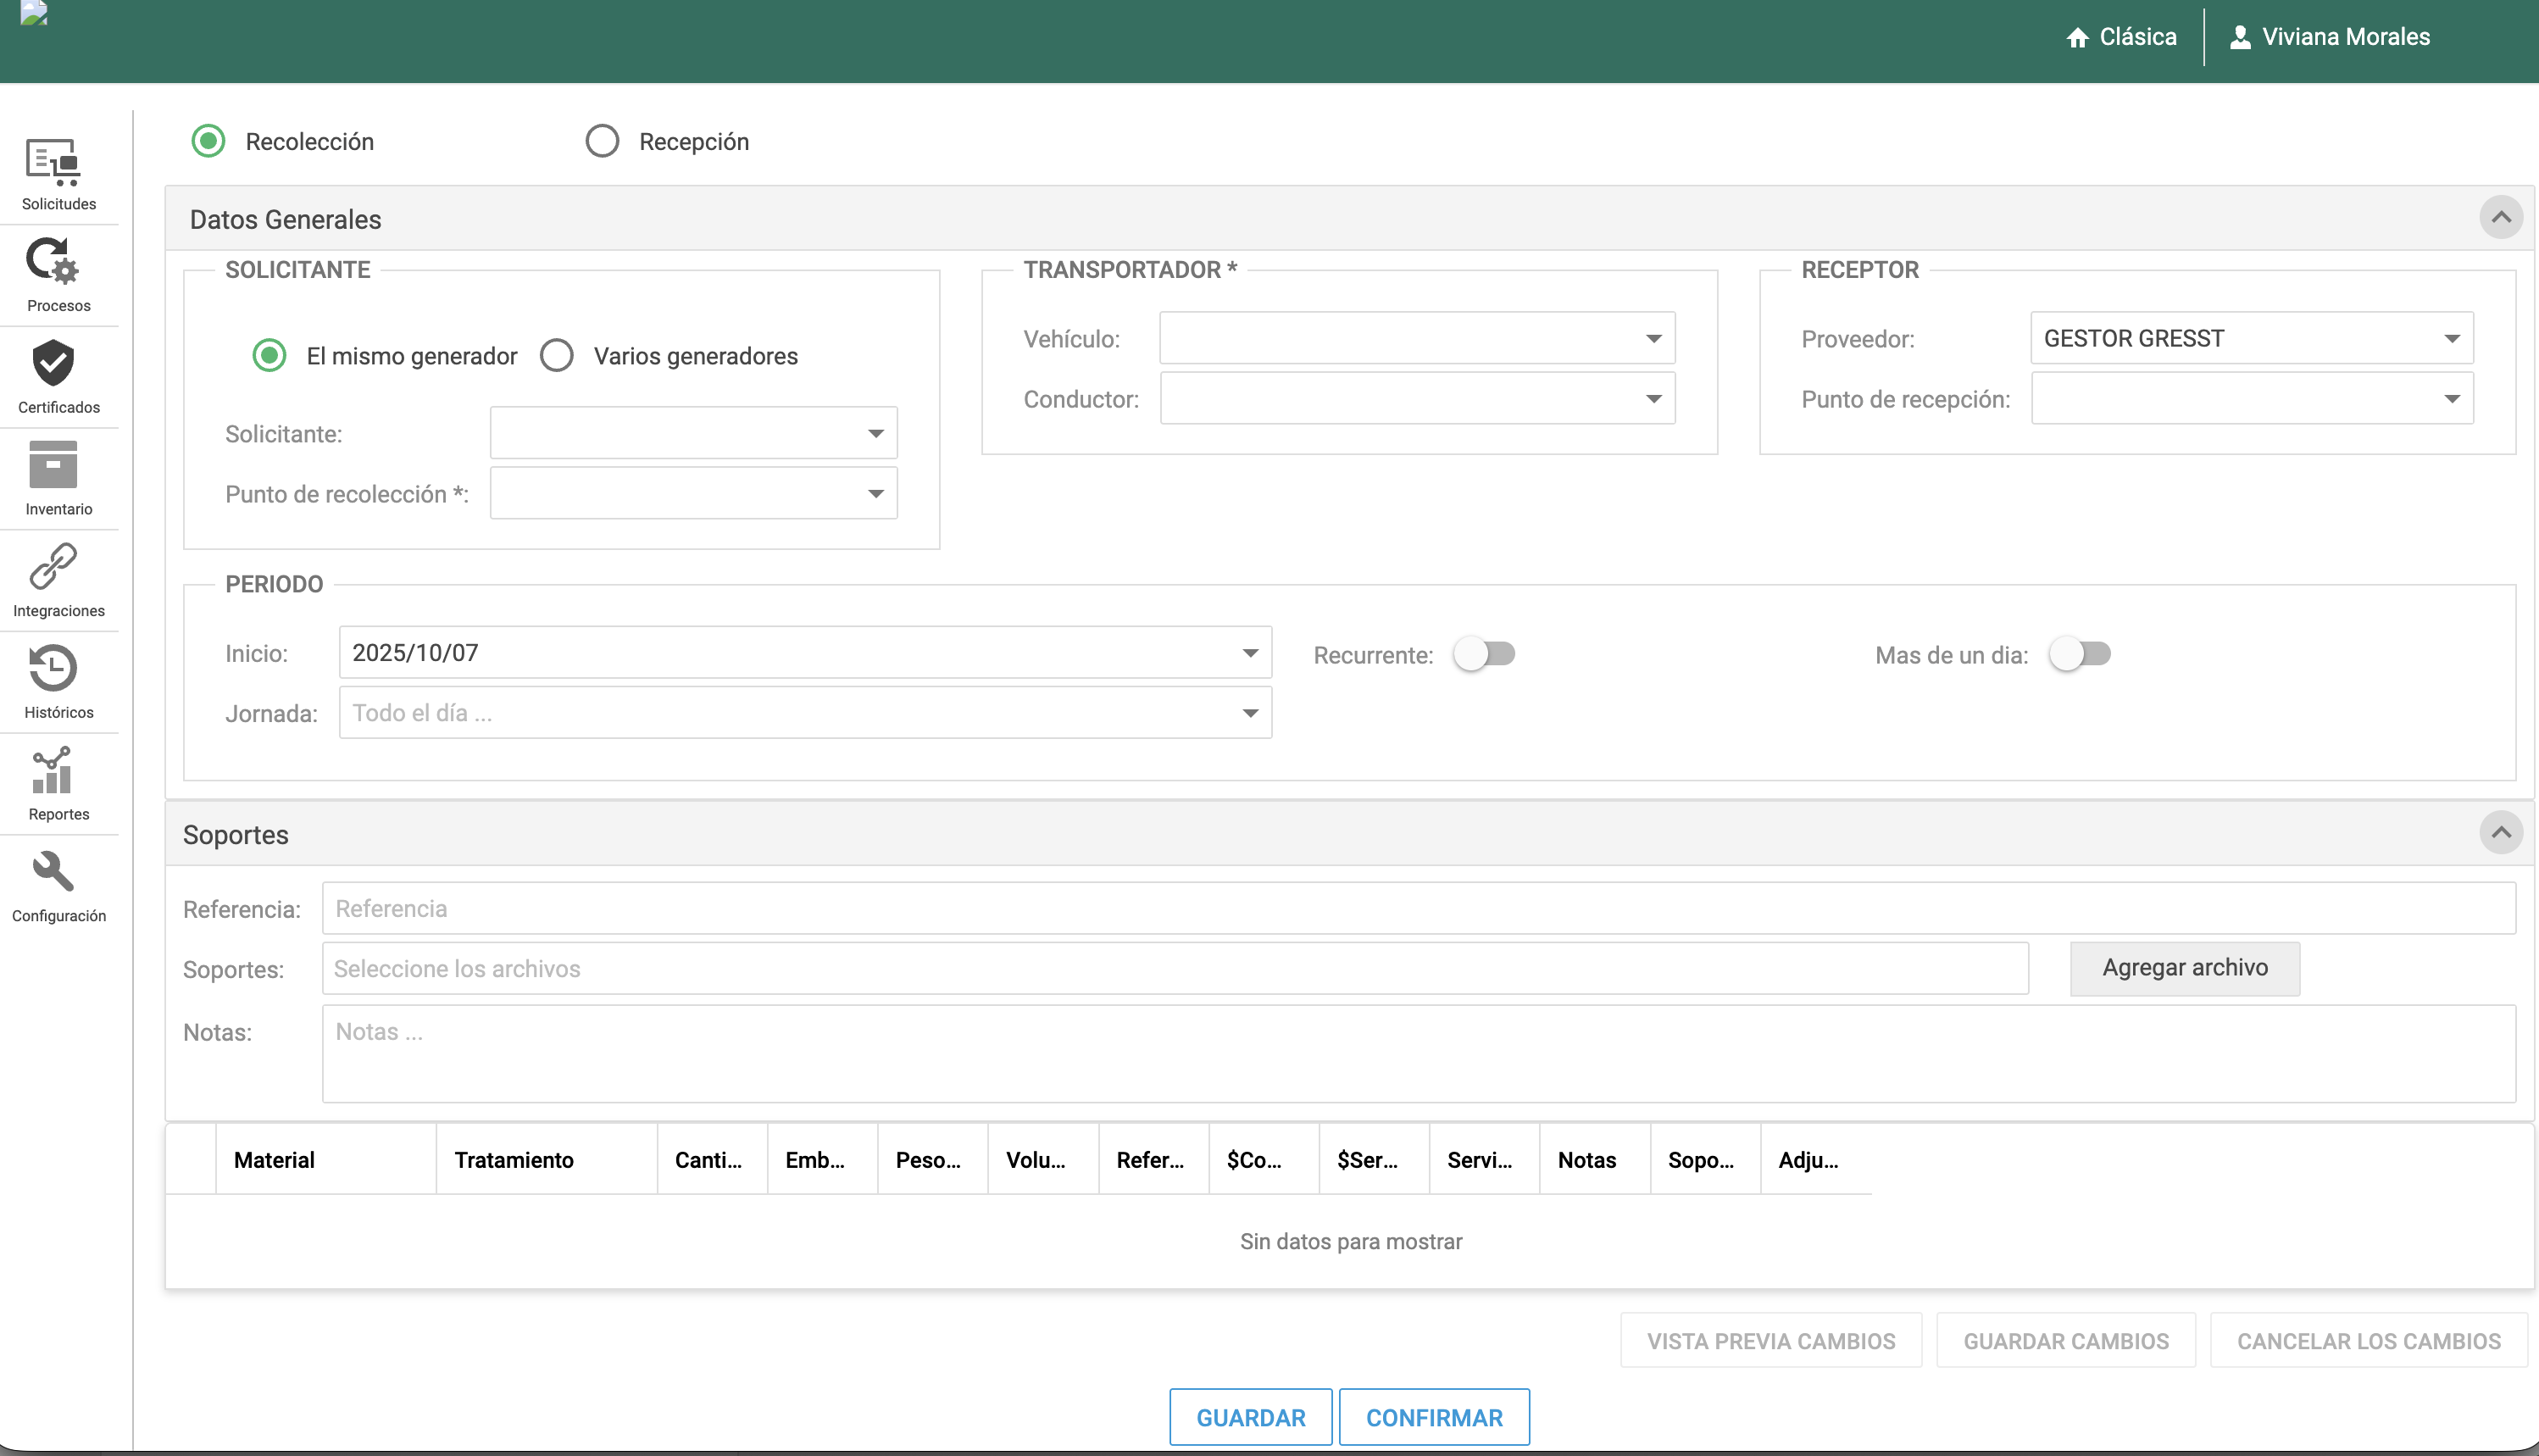 Clásica
Viviana Morales
Solicitudes
Procesos
Certificados
Inventario
Integraciones
Históricos
Reportes
Configuración
Recolección Recepción
Datos Generales
SOLICITANTE
El mismo generador Varios generadores
Solicitante:
Punto de recolección *:
TRANSPORTADOR *
Vehículo:
Conductor:
RECEPTOR
Proveedor: GESTOR GRESST
Punto de recepción:
PERIODO
Inicio: 2025/10/07 Recurrente: Mas de un dia:
Jornada: Todo el día ...
Soportes
Referencia: Referencia
Soportes: Seleccione los archivos Agregar archivo
Notas: Notas ...
Material Tratamiento Canti... Emb... Peso... Volu... Refer... $Co... $Ser... Servi... Notas Sopo... Adju...
Sin datos para mostrar
VISTA PREVIA CAMBIOS GUARDAR CAMBIOS CANCELAR LOS CAMBIOS
GUARDAR CONFIRMAR